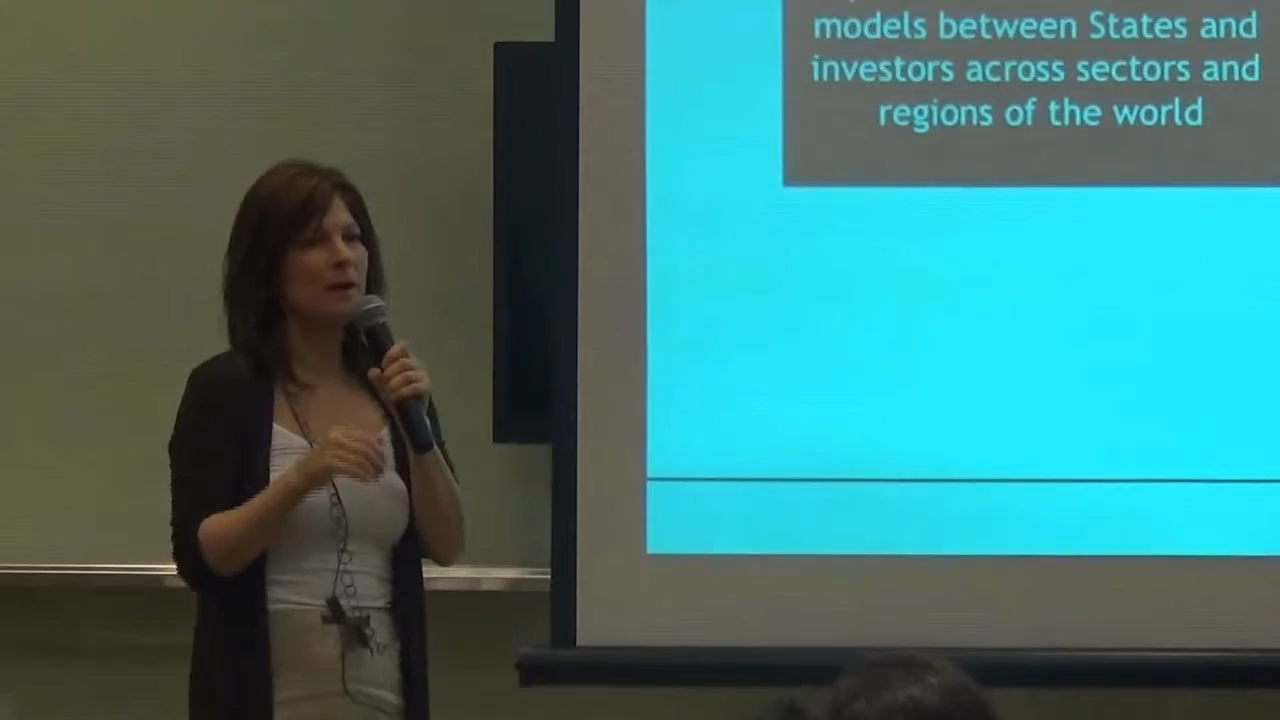 models between States and
investors across sectors and
regions of the world